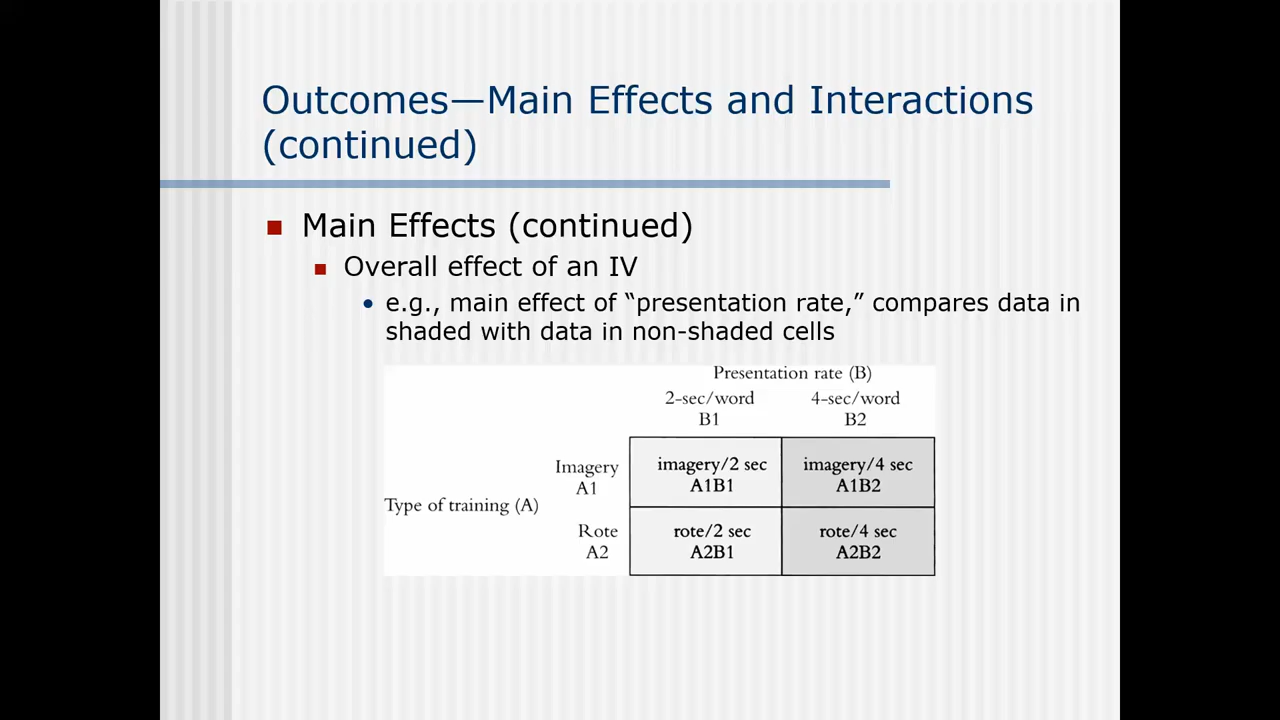 Outcomes—Main Effects and Interactions
(continued)
Main Effects (continued)
Overall effect of an IV
e.g., main effect of “presentation rate,” compares data in
shaded with data in non-shaded cells
Presentation rate (B)
2-sec/word 4-sec/word
B1 B2
Imagery imagery/2 sec imagery/4 sec
A1 A1B1 A1B2
Type of training (A)
Rote rote/2 sec rote/4 sec
A2 A2B1 A2B2